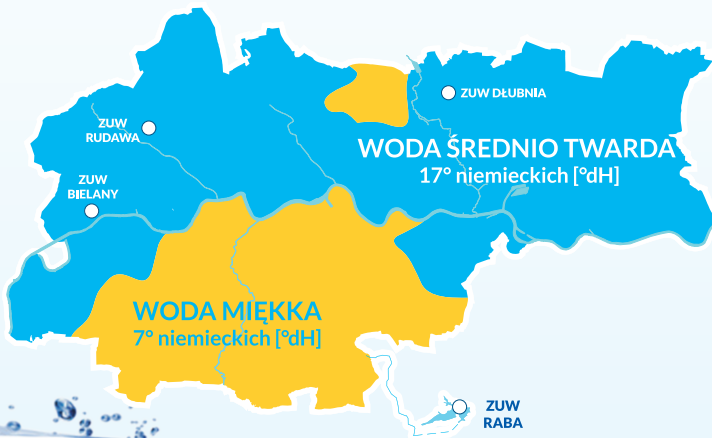 ZUW DŁUBNIA
ZUW
RUDAWA
WODA ŚREDNIO TWARDA
17° niemieckich [°dH]
ZUW
BIELANY
WODA MIĘKKA
7° niemieckich [°dH]
ZUW
RABA